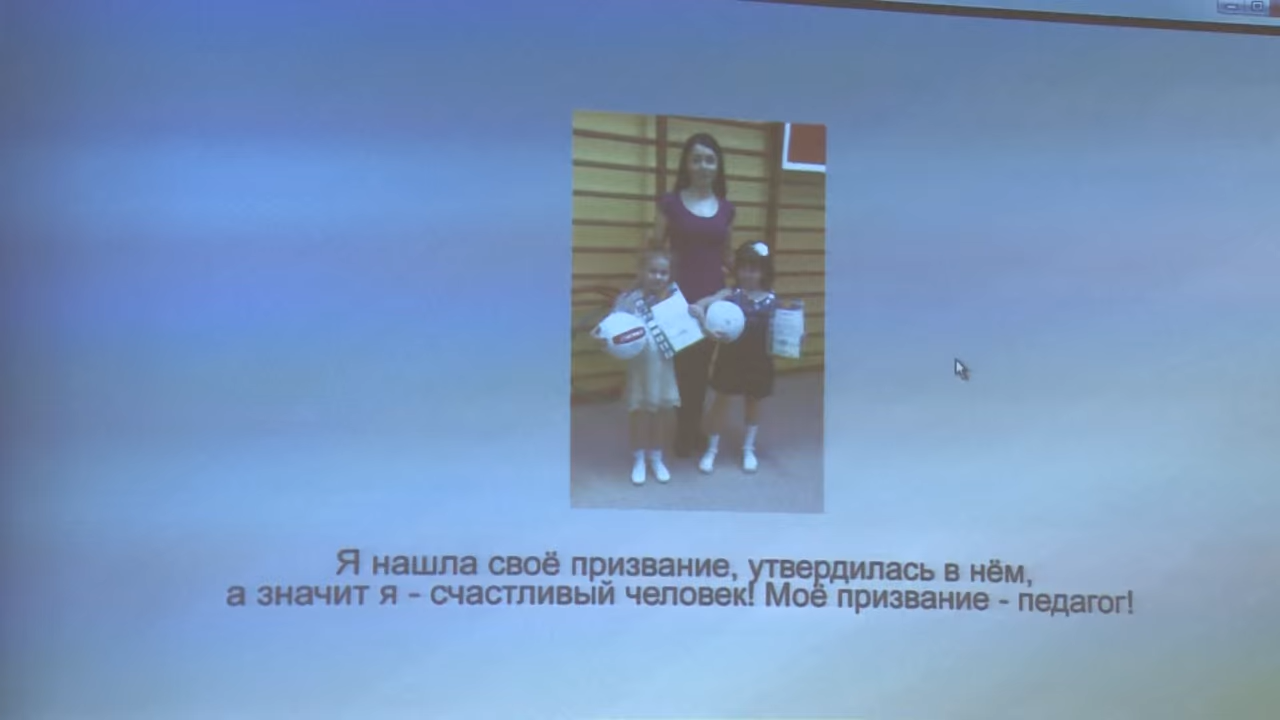 Я нашла своё призвание, утвердилась в нём,
а значит я - счастливый человек! Моё призвание - педагог!